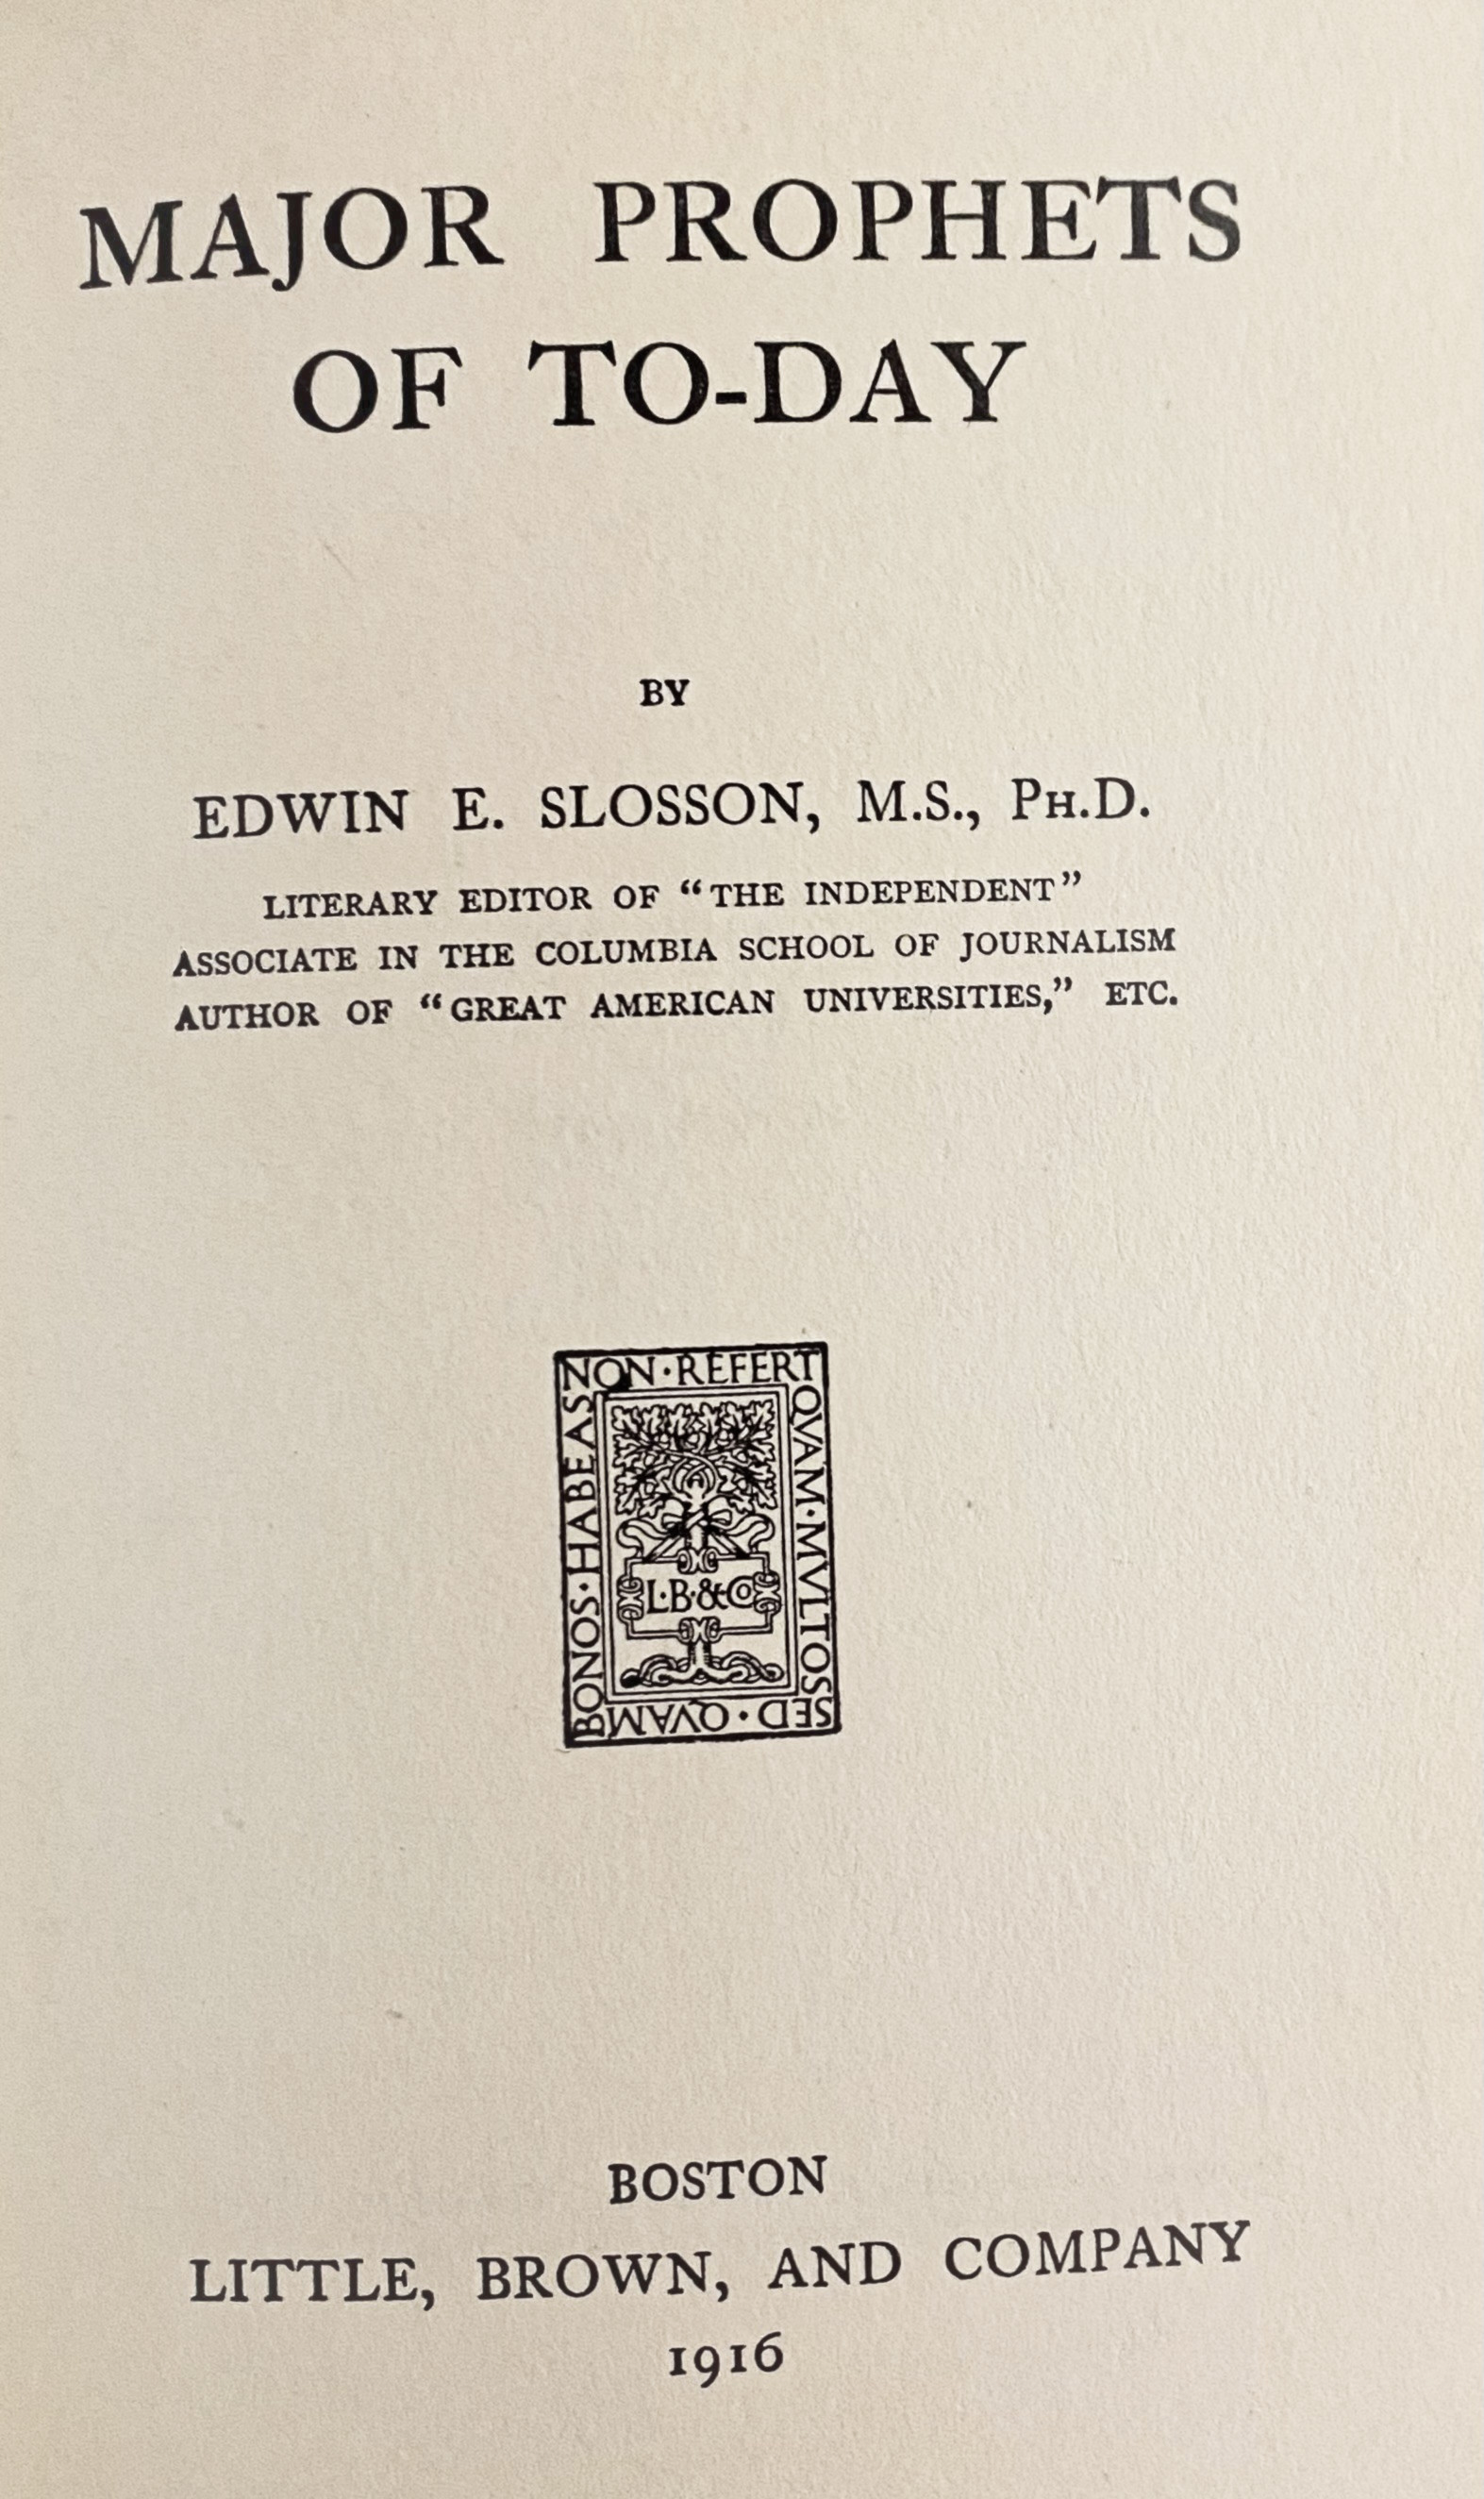 MAJOR PROPHETS
OF TO-DAY
BY
EDWIN E. SLOSSON, M.S., PH.D.
LITERARY EDITOR OF “THE INDEPENDENT”
ASSOCIATE IN THE COLUMBIA SCHOOL OF JOURNALISM
AUTHOR OF “GREAT AMERICAN UNIVERSITIES,” ETC.
NON·REFERT
QVAM·MVLTOS
SED·QVAM
BONOS·HABEAS
L·B·&CO
BOSTON
LITTLE, BROWN, AND COMPANY
1916